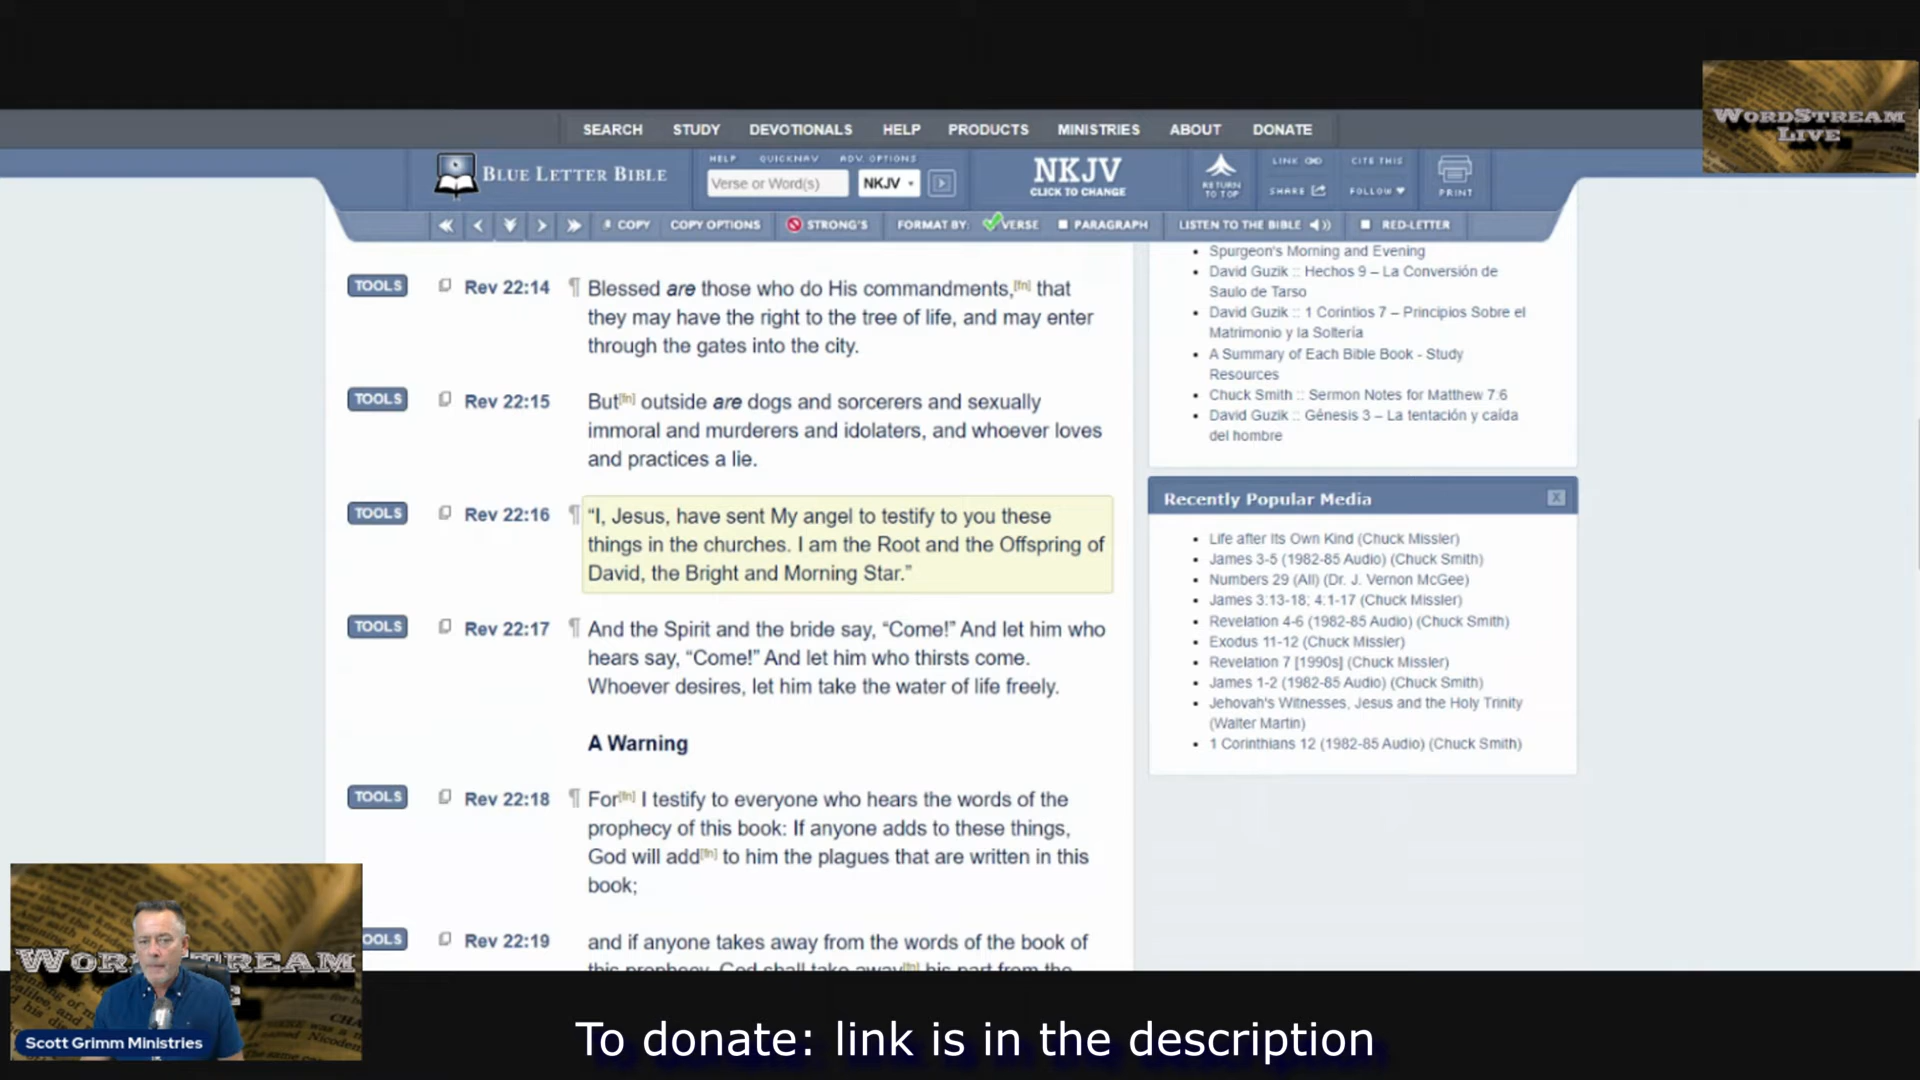 WORDSTREAM
LIVE
SEARCH STUDY DEVOTIONALS HELP PRODUCTS MINISTRIES ABOUT DONATE
BLUE LETTER BIBLE
HELP QUICKNAV ADV. OPTIONS
Verse or Word(s) NKJV
NKJV
CLICK TO CHANGE
RETURN
TO TOP
LINK CITE THIS
SHARE FOLLOW
PRINT
COPY COPY OPTIONS STRONG'S FORMAT BY: VERSE PARAGRAPH LISTEN TO THE BIBLE RED-LETTER
TOOLS Rev 22:14 ¶ Blessed are those who do His commandments,[fn] that
they may have the right to the tree of life, and may enter
through the gates into the city.
TOOLS Rev 22:15 But[fn] outside are dogs and sorcerers and sexually
immoral and murderers and idolaters, and whoever loves
and practices a lie.
TOOLS Rev 22:16 ¶ “I, Jesus, have sent My angel to testify to you these
things in the churches. I am the Root and the Offspring of
David, the Bright and Morning Star.”
TOOLS Rev 22:17 ¶ And the Spirit and the bride say, “Come!” And let him who
hears say, “Come!” And let him who thirsts come.
Whoever desires, let him take the water of life freely.
A Warning
TOOLS Rev 22:18 ¶ For[fn] I testify to everyone who hears the words of the
prophecy of this book: If anyone adds to these things,
God will add[fn] to him the plagues that are written in this
book;
OOLS Rev 22:19 and if anyone takes away from the words of the book of
this prophecy, God shall take away[fn] his part from the
Spurgeon's Morning and Evening
David Guzik :: Hechos 9 – La Conversión de
Saulo de Tarso
David Guzik :: 1 Corintios 7 – Principios Sobre el
Matrimonio y la Soltería
A Summary of Each Bible Book - Study
Resources
Chuck Smith :: Sermon Notes for Matthew 7:6
David Guzik :: Génesis 3 – La tentación y caída
del hombre
Recently Popular Media
Life after Its Own Kind (Chuck Missler)
James 3-5 (1982-85 Audio) (Chuck Smith)
Numbers 29 (All) (Dr. J. Vernon McGee)
James 3:13-18; 4:1-17 (Chuck Missler)
Revelation 4-6 (1982-85 Audio) (Chuck Smith)
Exodus 11-12 (Chuck Missler)
Revelation 7 [1990s] (Chuck Missler)
James 1-2 (1982-85 Audio) (Chuck Smith)
Jehovah's Witnesses, Jesus and the Holy Trinity
(Walter Martin)
1 Corinthians 12 (1982-85 Audio) (Chuck Smith)
Scott Grimm Ministries
To donate: link is in the description